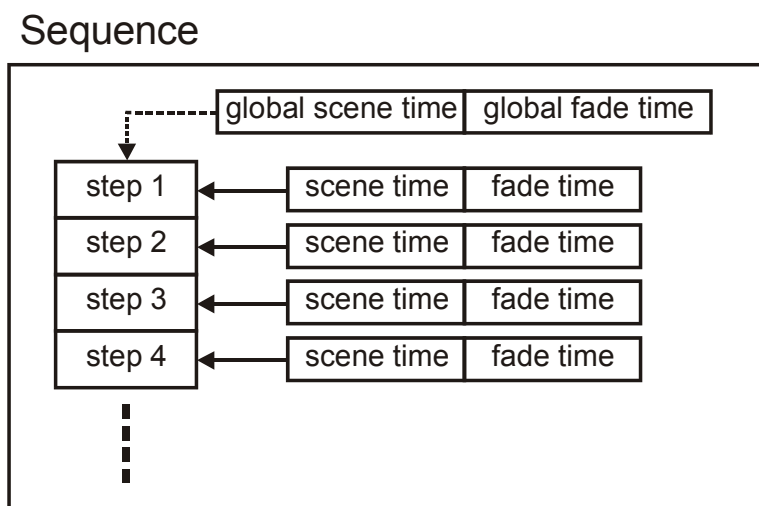 Sequence
global scene time global fade time
step 1 scene time fade time
step 2 scene time fade time
step 3 scene time fade time
step 4 scene time fade time